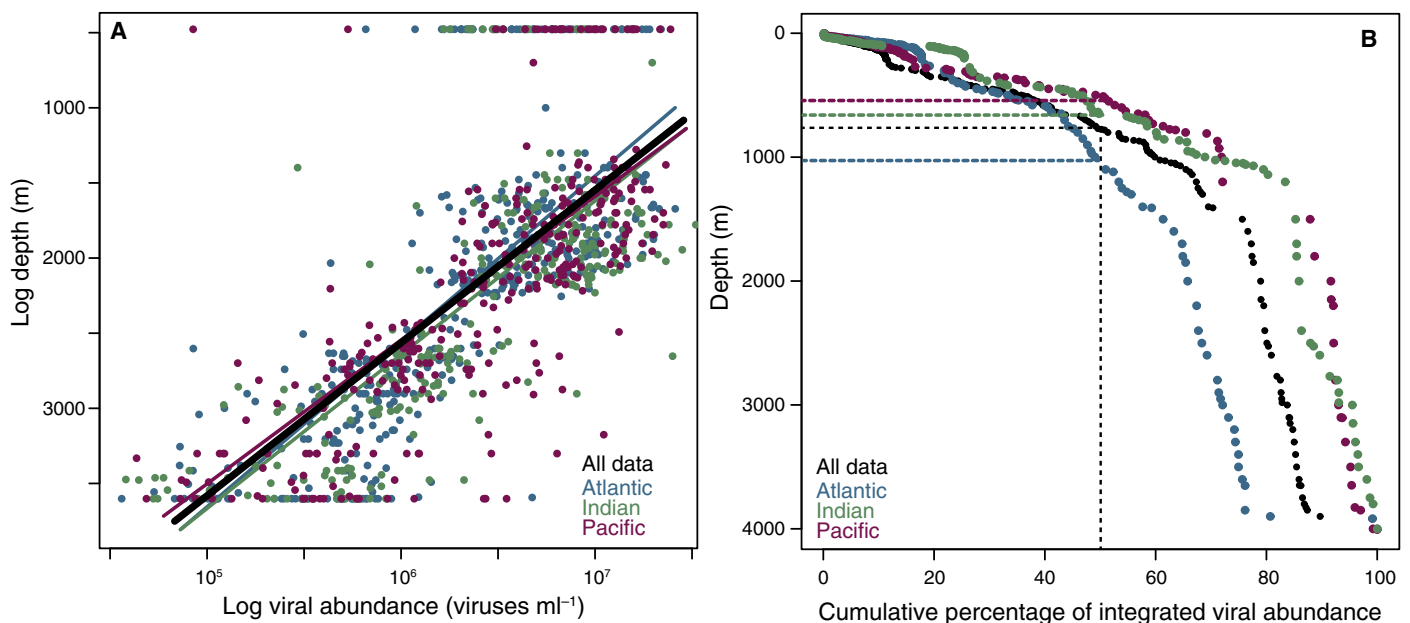 A
Log depth (m)
1000
2000
3000
10⁵
10⁶
10⁷
Log viral abundance (viruses ml⁻¹)
All data
Atlantic
Indian
Pacific
B
Depth (m)
0
1000
2000
3000
4000
0 20 40 60 80 100
Cumulative percentage of integrated viral abundance
All data
Atlantic
Indian
Pacific